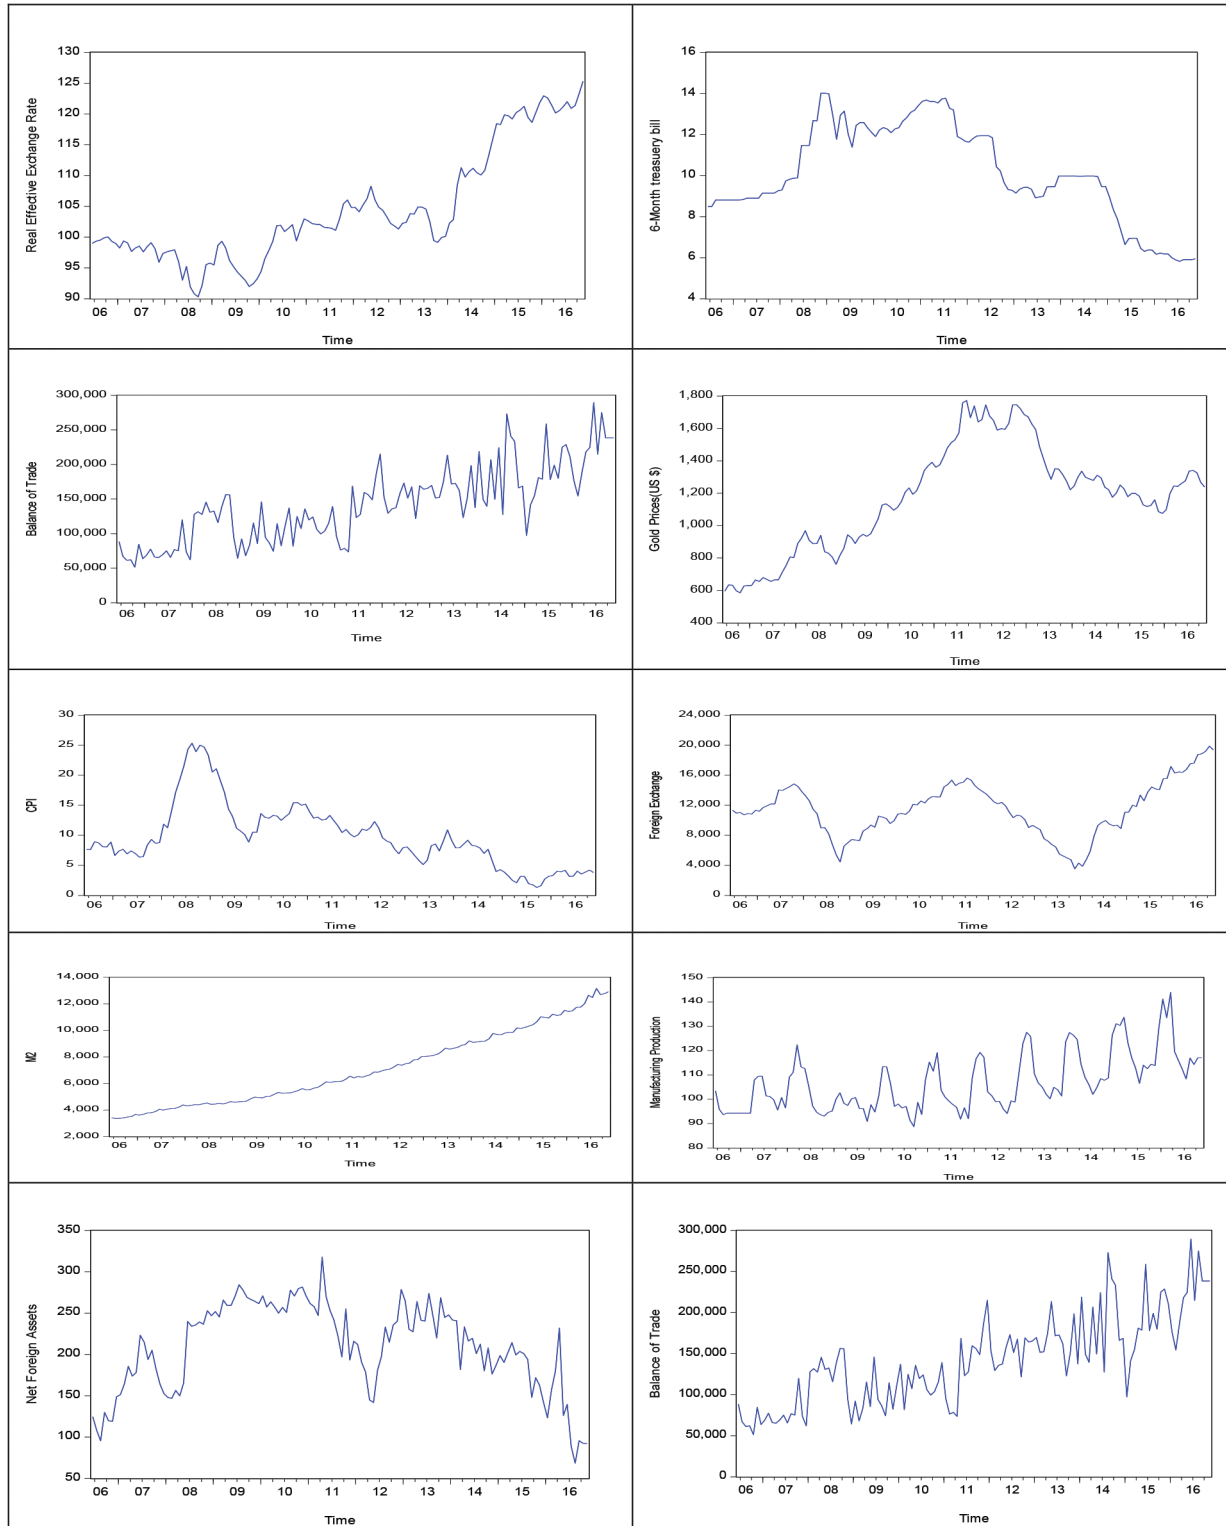 130
125
120
115
110
105
100
95
90
Real Effective Exchange Rate
06 07 08 09 10 11 12 13 14 15 16
Time
16
14
12
10
8
6
4
6-Month treasuery bill
06 07 08 09 10 11 12 13 14 15 16
Time
300,000
250,000
200,000
150,000
100,000
50,000
0
Balance of Trade
06 07 08 09 10 11 12 13 14 15 16
Time
1,800
1,600
1,400
1,200
1,000
800
600
400
Gold Prices(US $)
06 07 08 09 10 11 12 13 14 15 16
Time
30
25
20
15
10
5
0
CPI
06 07 08 09 10 11 12 13 14 15 16
Time
24,000
20,000
16,000
12,000
8,000
4,000
0
Foreign Exchange
06 07 08 09 10 11 12 13 14 15 16
Time
14,000
12,000
10,000
8,000
6,000
4,000
2,000
M2
06 07 08 09 10 11 12 13 14 15 16
Time
150
140
130
120
110
100
90
80
Manufacturing Production
06 07 08 09 10 11 12 13 14 15 16
Time
350
300
250
200
150
100
50
Net Foreign Assets
06 07 08 09 10 11 12 13 14 15 16
Time
300,000
250,000
200,000
150,000
100,000
50,000
0
Balance of Trade
06 07 08 09 10 11 12 13 14 15 16
Time